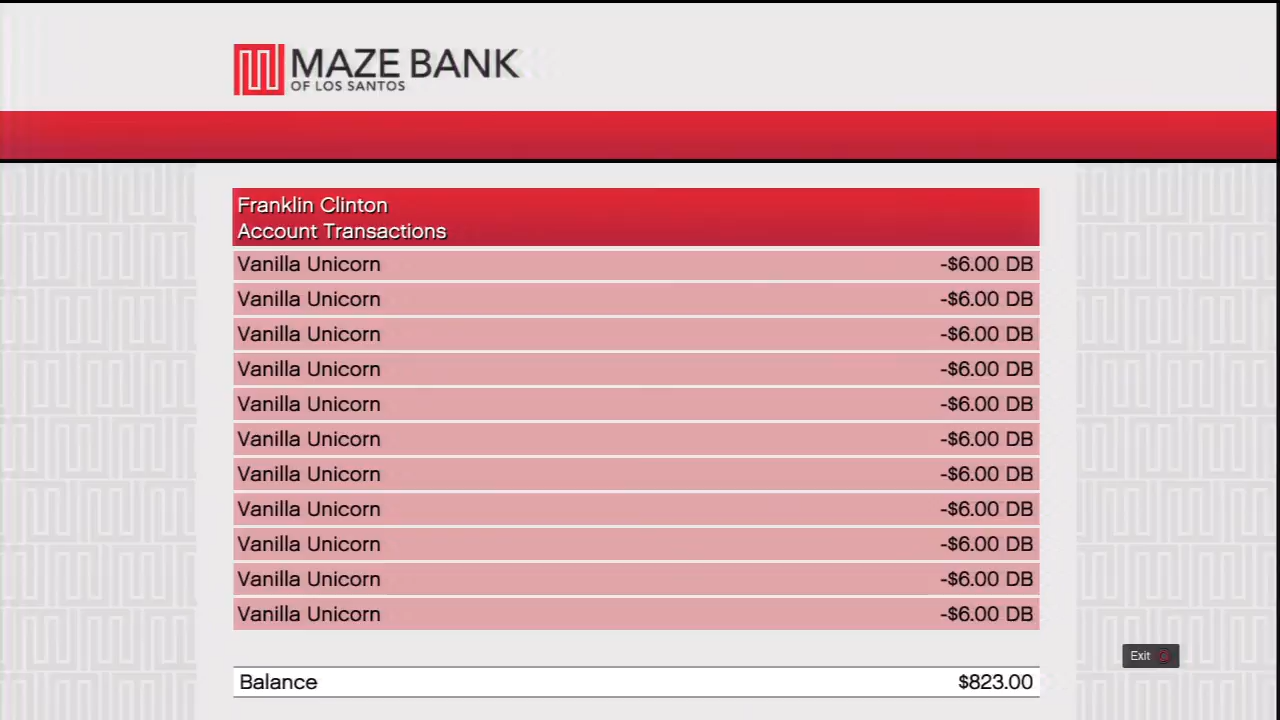 MAZE BANK
OF LOS SANTOS
Franklin Clinton
Account Transactions
Vanilla Unicorn -$6.00 DB
Vanilla Unicorn -$6.00 DB
Vanilla Unicorn -$6.00 DB
Vanilla Unicorn -$6.00 DB
Vanilla Unicorn -$6.00 DB
Vanilla Unicorn -$6.00 DB
Vanilla Unicorn -$6.00 DB
Vanilla Unicorn -$6.00 DB
Vanilla Unicorn -$6.00 DB
Vanilla Unicorn -$6.00 DB
Vanilla Unicorn -$6.00 DB
Exit
Balance $823.00